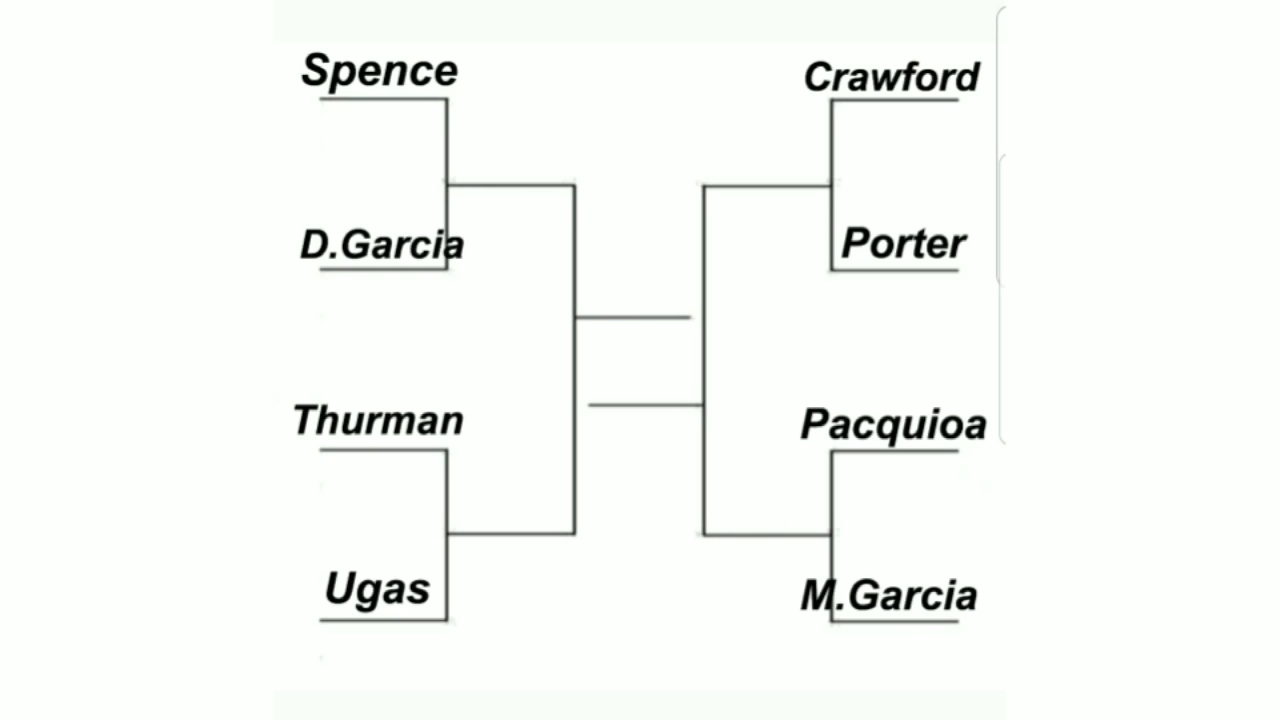 Spence
D.Garcia
Thurman
Ugas
Crawford
Porter
Pacquioa
M.Garcia